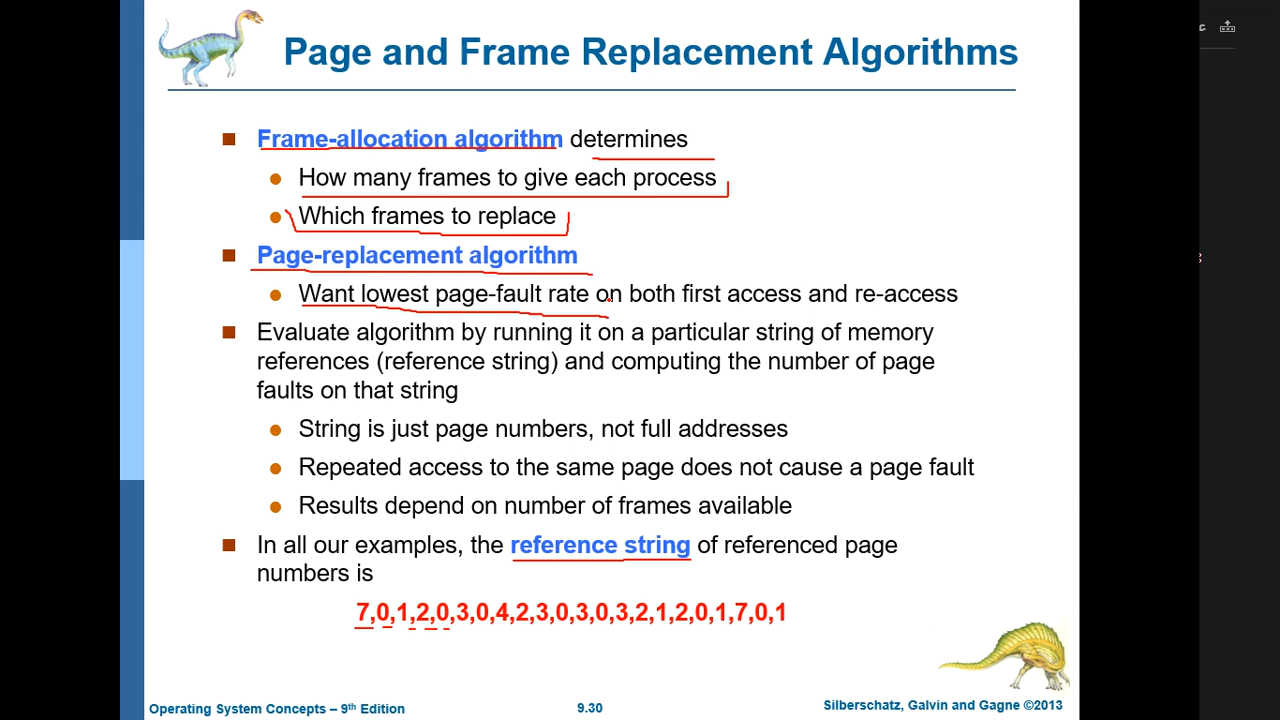 Page and Frame Replacement Algorithms
Frame-allocation algorithm determines
How many frames to give each process
Which frames to replace
Page-replacement algorithm
Want lowest page-fault rate on both first access and re-access
Evaluate algorithm by running it on a particular string of memory
references (reference string) and computing the number of page
faults on that string
String is just page numbers, not full addresses
Repeated access to the same page does not cause a page fault
Results depend on number of frames available
In all our examples, the reference string of referenced page
numbers is
7,0,1,2,0,3,0,4,2,3,0,3,0,3,2,1,2,0,1,7,0,1
Operating System Concepts – 9th Edition
9.30
Silberschatz, Galvin and Gagne ©2013